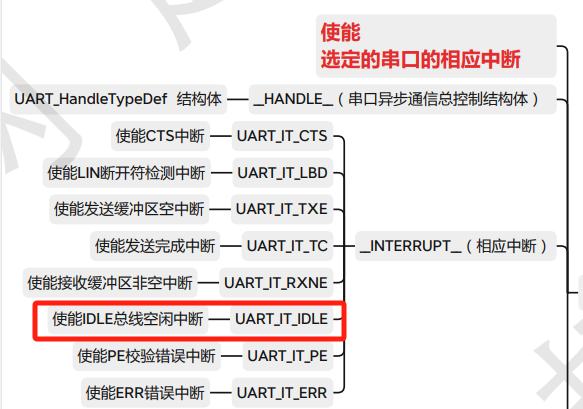 使能
选定的串口的相应中断
UART_HandleTypeDef 结构体
__HANDLE__（串口异步通信总控制结构体）
使能CTS中断
UART_IT_CTS
使能LIN断开符检测中断
UART_IT_LBD
使能发送缓冲区空中断
UART_IT_TXE
使能发送完成中断
UART_IT_TC
__INTERRUPT__（相应中断）
使能接收缓冲区非空中断
UART_IT_RXNE
使能IDLE总线空闲中断
UART_IT_IDLE
使能PE校验错误中断
UART_IT_PE
使能ERR错误中断
UART_IT_ERR